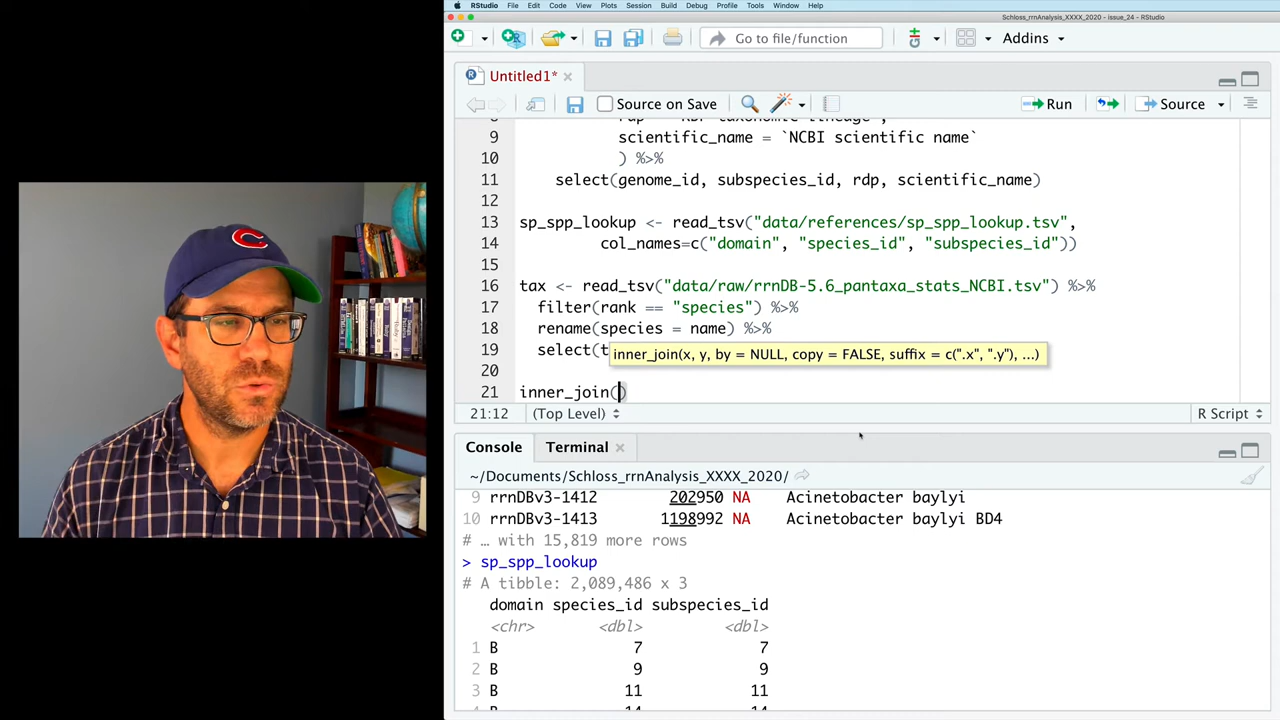 RStudio File Edit Code View Plots Session Build Debug Profile Tools Window Help
Schloss_rrnAnalysis_XXXX_2020 - issue_24 - RStudio
Go to file/function Addins
Untitled1*
Source on Save Run Source
9 scientific_name = `NCBI scientific name`
10 ) %>%
11 select(genome_id, subspecies_id, rdp, scientific_name)
12
13 sp_spp_lookup <- read_tsv("data/references/sp_spp_lookup.tsv",
14 col_names=c("domain", "species_id", "subspecies_id"))
15
16 tax <- read_tsv("data/raw/rrnDB-5.6_pantaxa_stats_NCBI.tsv") %>%
17 filter(rank == "species") %>%
18 rename(species = name) %>%
19 select(t
inner_join(x, y, by = NULL, copy = FALSE, suffix = c(".x", ".y"), ...)
20
21 inner_join()
21:12 (Top Level) R Script
Console Terminal
~/Documents/Schloss_rrnAnalysis_XXXX_2020/
9 rrnDBv3-1412 202950 NA Acinetobacter baylyi
10 rrnDBv3-1413 1198992 NA Acinetobacter baylyi BD4
# … with 15,819 more rows
> sp_spp_lookup
# A tibble: 2,089,486 x 3
domain species_id subspecies_id
<chr> <dbl> <dbl>
1 B 7 7
2 B 9 9
3 B 11 11